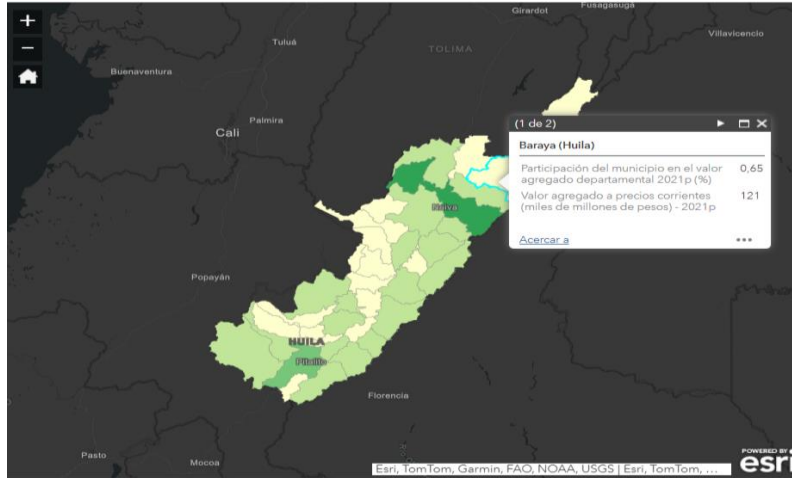 +
−
Girardot
Fusagasugá
Tuluá
TOLIMA
Villavicencio
Buenaventura
Palmira
Cali
(1 de 2)
Baraya (Huila)
Participación del municipio en el valor
agregado departamental 2021p (%)
0,65
Valor agregado a precios corrientes
(miles de millones de pesos) - 2021p
121
Acercar a
•••
Neiva
Popayán
HUILA
Pitalito
Florencia
Pasto
Mocoa
Esri, TomTom, Garmin, FAO, NOAA, USGS | Esri, TomTom, ...
POWERED BY
esri